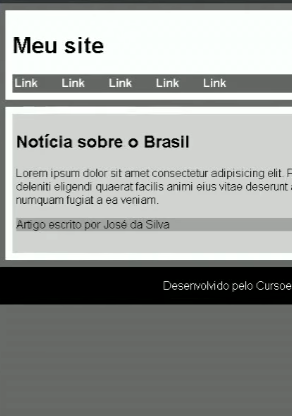 Meu site
Link Link Link Link Link
Notícia sobre o Brasil
Lorem ipsum dolor sit amet consectetur adipisicing elit.
deleniti eligendi quaerat facilis animi eius vitae deserunt
numquam fugiat a ea veniam.
Artigo escrito por José da Silva
Desenvolvido pelo